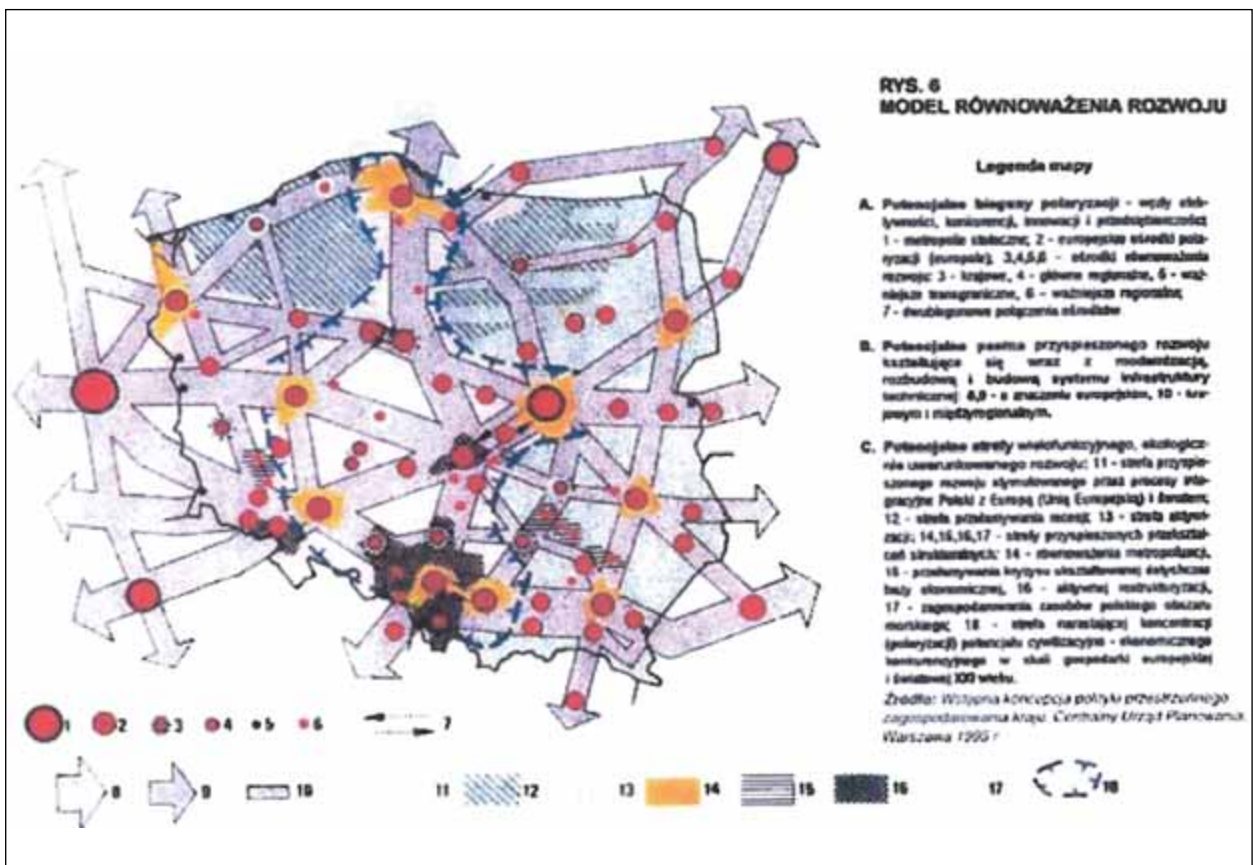 RYS. 6
MODEL RÓWNOWAŻENIA ROZWOJU
Legenda mapy
A. Potencjalne bieguny polaryzacji - węzły efek-
tywności, konkurencji, innowacji i przedsiębiorczości:
1 - metropolie stołeczne; 2 - europejskie ośrodki pola-
ryzacji (europole), 3,4,5,6 - ośrodki równoważenia
rozwoju: 3 - krajowe, 4 - główne regionalne, 5 - waż-
niejsze transgraniczne, 6 - ważniejsze regionalne;
7 - dwubiegunowe połączenia ośrodków
B. Potencjalne pasma przyspieszonego rozwoju
kształtujące się wraz z modernizacją,
rozbudową i budową systemu infrastruktury
technicznej: 8,9 - o znaczeniu europejskim, 10 - kra-
jowym i międzyregionalnym.
C. Potencjalne strefy wielofunkcyjnego, ekologicz-
nie uwarunkowanego rozwoju: 11 - strefa przyspie-
szonego rozwoju stymulowanego przez procesy inte-
gracyjne Polski z Europą (Unią Europejską) i światem;
12 - strefa przełamywania recesji; 13 - strefa aktywi-
zacji; 14,15,16,17 - strefy przyspieszonych przekształ-
ceń strukturalnych: 14 - równoważenia metropolizacji,
15 - przełamywania kryzysu ukształtowanej dotychczas
bazy ekonomicznej, 16 - aktywnej restrukturyzacji,
17 - zagospodarowania zasobów polskiego obszaru
morskiego; 18 - strefa narastającej koncentracji
(polaryzacji) potencjału cywilizacyjno - ekonomicznego
konkurencyjnego w skali gospodarki europejskiej
i światowej XXI wieku.
Źródło: Wstępna koncepcja polityki przestrzennego
zagospodarowania kraju. Centralny Urząd Planowania,
Warszawa 1995 r
1 2 3 4 5 6 7
8 9 10 11 12 13 14 15 16 17 18